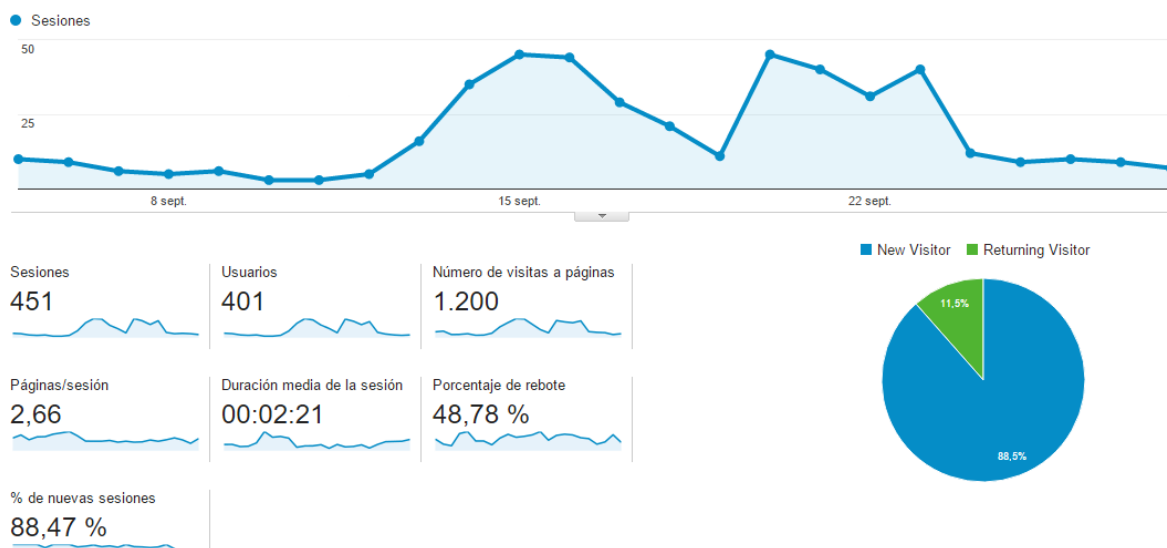 Sesiones
50
25
8 sept.
15 sept.
22 sept.
New Visitor
Returning Visitor
Sesiones
451
Usuarios
401
Número de visitas a páginas
1.200
11,5%
88,5%
Páginas/sesión
2,66
Duración media de la sesión
00:02:21
Porcentaje de rebote
48,78 %
% de nuevas sesiones
88,47 %